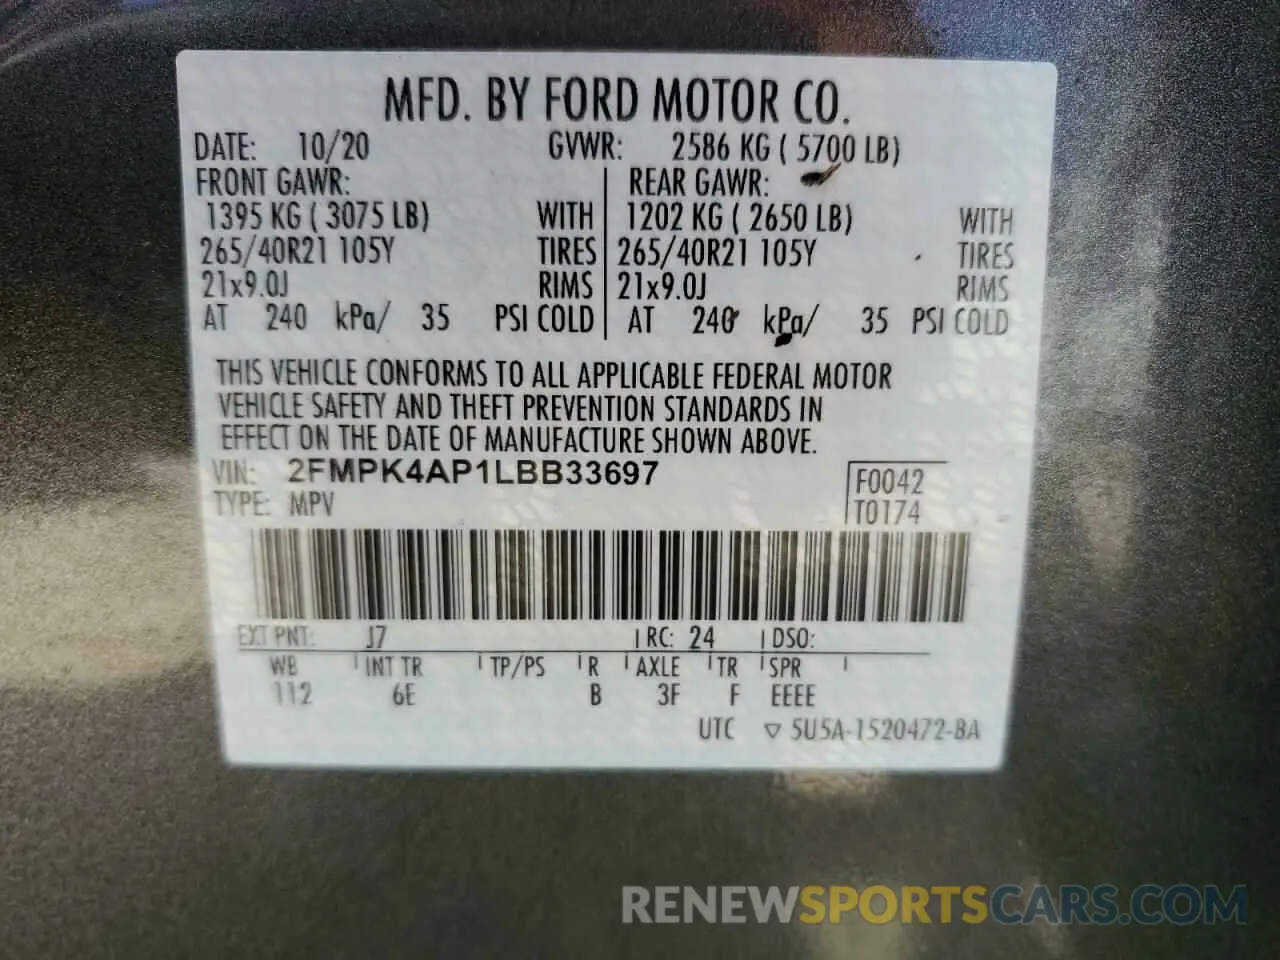 MFD. BY FORD MOTOR CO.
DATE: 10/20 GVWR: 2586 KG ( 5700 LB)
FRONT GAWR: REAR GAWR:
1395 KG ( 3075 LB) WITH 1202 KG ( 2650 LB) WITH
265/40R21 105Y TIRES 265/40R21 105Y TIRES
21x9.0J RIMS 21x9.0J RIMS
AT 240 kPa/ 35 PSI COLD AT 240 kPa/ 35 PSI COLD
THIS VEHICLE CONFORMS TO ALL APPLICABLE FEDERAL MOTOR
VEHICLE SAFETY AND THEFT PREVENTION STANDARDS IN
EFFECT ON THE DATE OF MANUFACTURE SHOWN ABOVE.
VIN: 2FMPK4AP1LBB33697
TYPE: MPV
F0042
T0174
EXT PNT: J7 RC: 24 DSO:
WB INT TR TP/PS R AXLE TR SPR
112 6E B 3F F EEEE
UTC ▽ 5U5A-1520472-BA
RENEWSPORTSCARS.COM